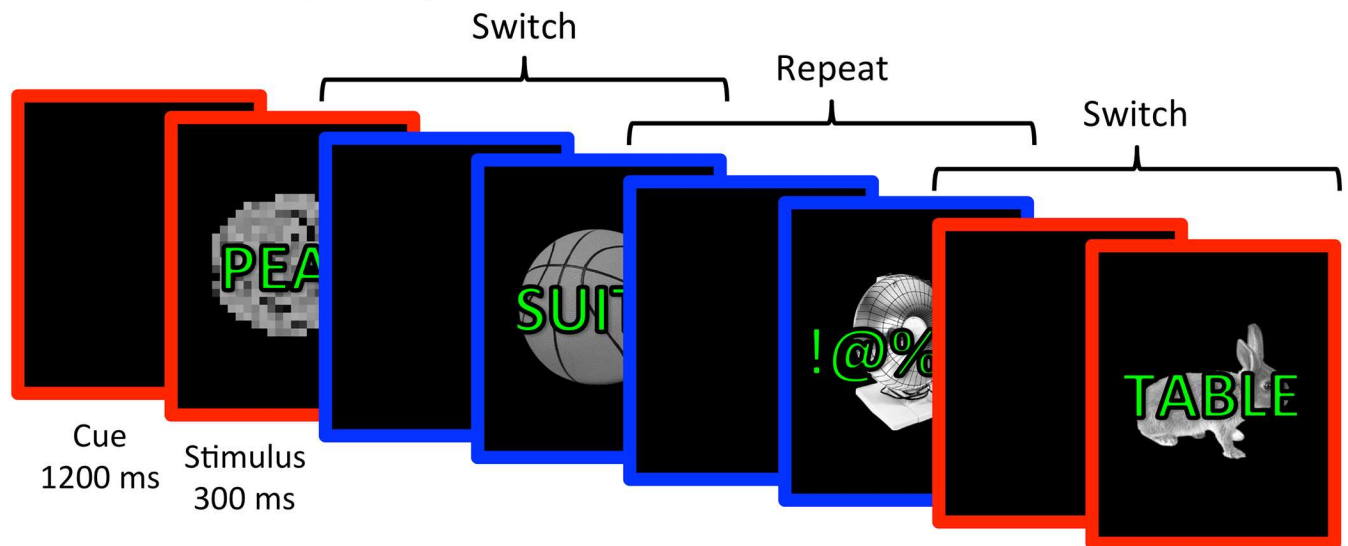 Switch
Repeat
Switch
PEA
SUIT
!@%
TABLE
Cue
1200 ms
Stimulus
300 ms